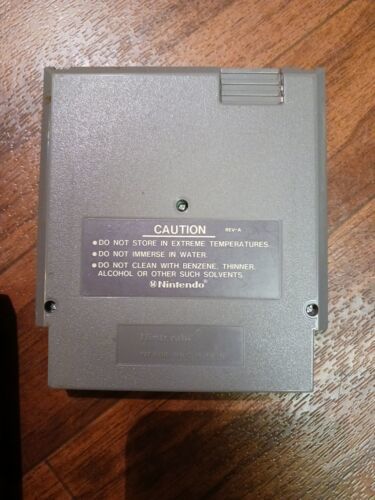 CAUTION REV-A
●DO NOT STORE IN EXTREME TEMPERATURES.
●DO NOT IMMERSE IN WATER.
●DO NOT CLEAN WITH BENZENE, THINNER,
ALCOHOL OR OTHER SUCH SOLVENTS.
Nintendo®
Nintendo